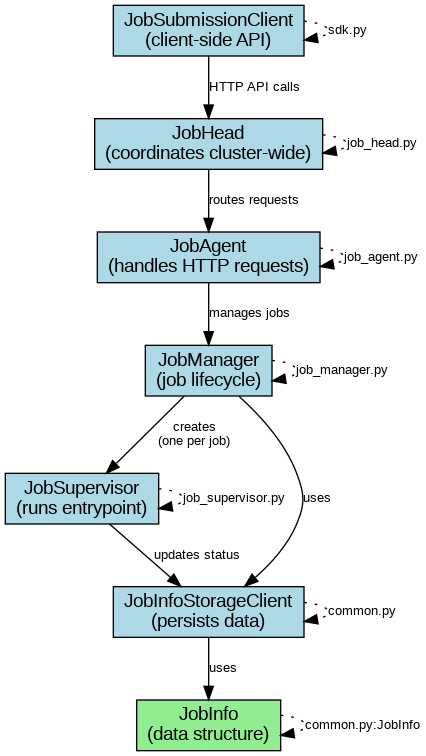 JobSubmissionClient
(client-side API)
sdk.py
HTTP API calls
JobHead
(coordinates cluster-wide)
job_head.py
routes requests
JobAgent
(handles HTTP requests)
job_agent.py
manages jobs
JobManager
(job lifecycle)
job_manager.py
creates
(one per job)
JobSupervisor
(runs entrypoint)
job_supervisor.py
uses
updates status
JobInfoStorageClient
(persists data)
common.py
uses
JobInfo
(data structure)
common.py:JobInfo